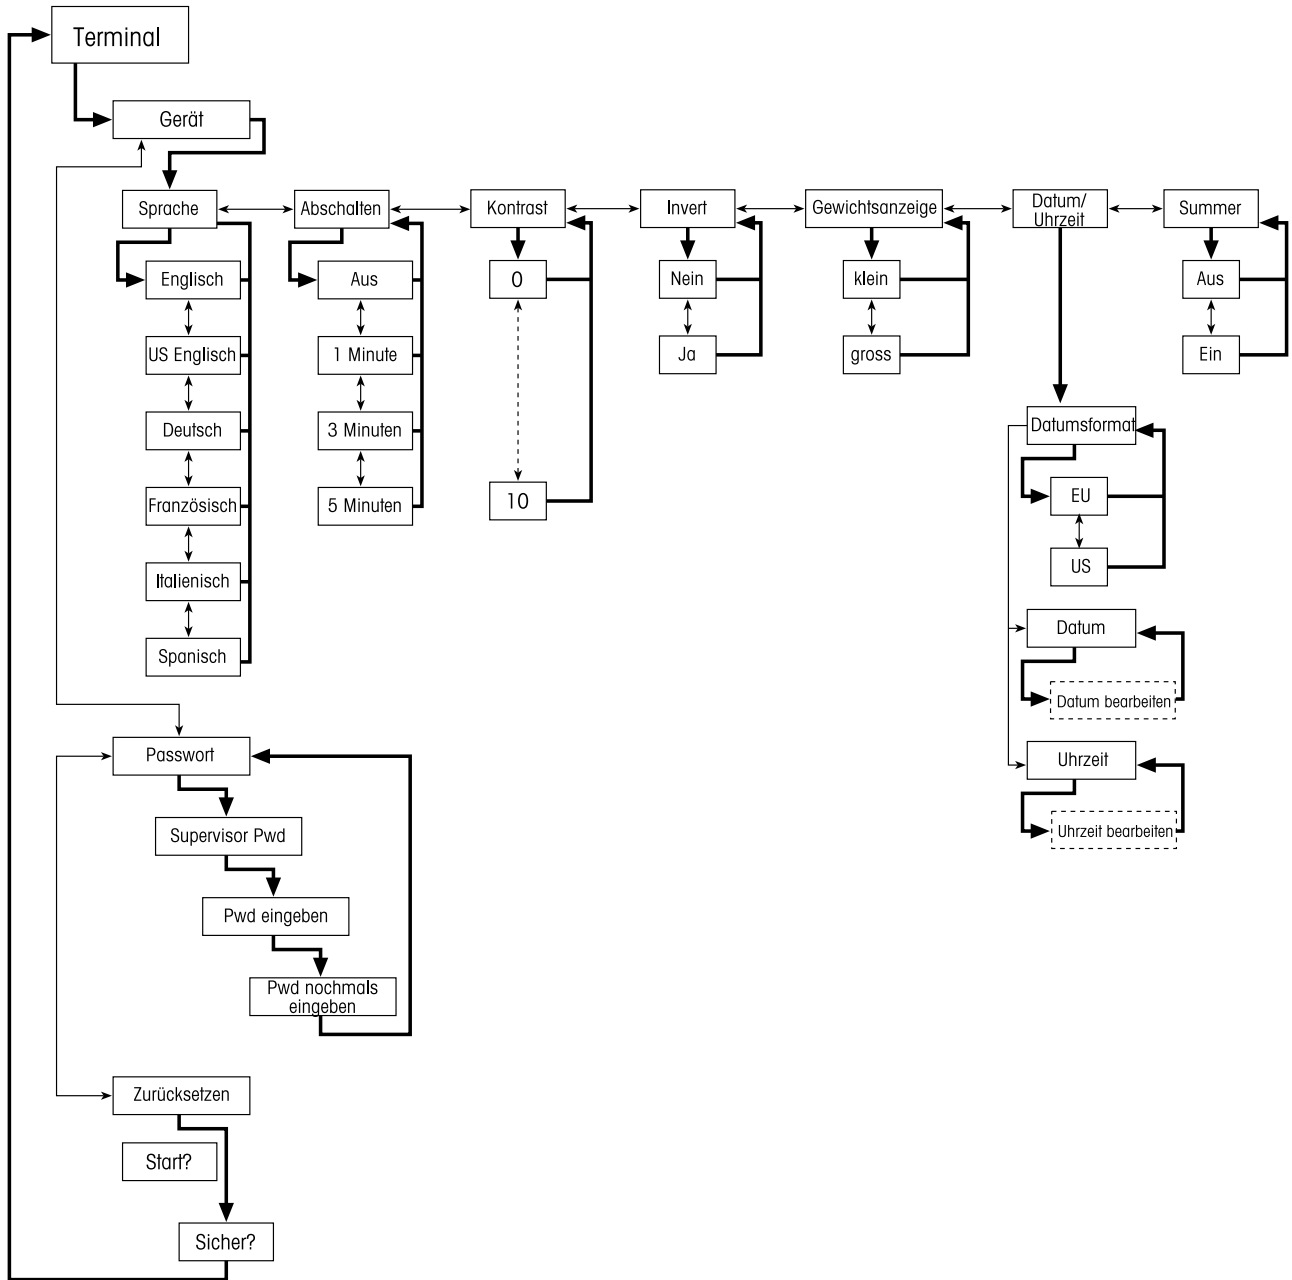 Terminal
Gerät
Sprache
Abschalten
Kontrast
Invert
Gewichtsanzeige
Datum/
Uhrzeit
Summer
Englisch
Aus
0
Nein
klein
Aus
US Englisch
1 Minute
Ja
gross
Ein
Deutsch
3 Minuten
Datumsformat
Französisch
5 Minuten
10
EU
Italienisch
US
Spanisch
Datum
Datum bearbeiten
Passwort
Uhrzeit
Supervisor Pwd
Uhrzeit bearbeiten
Pwd eingeben
Pwd nochmals
eingeben
Zurücksetzen
Start?
Sicher?